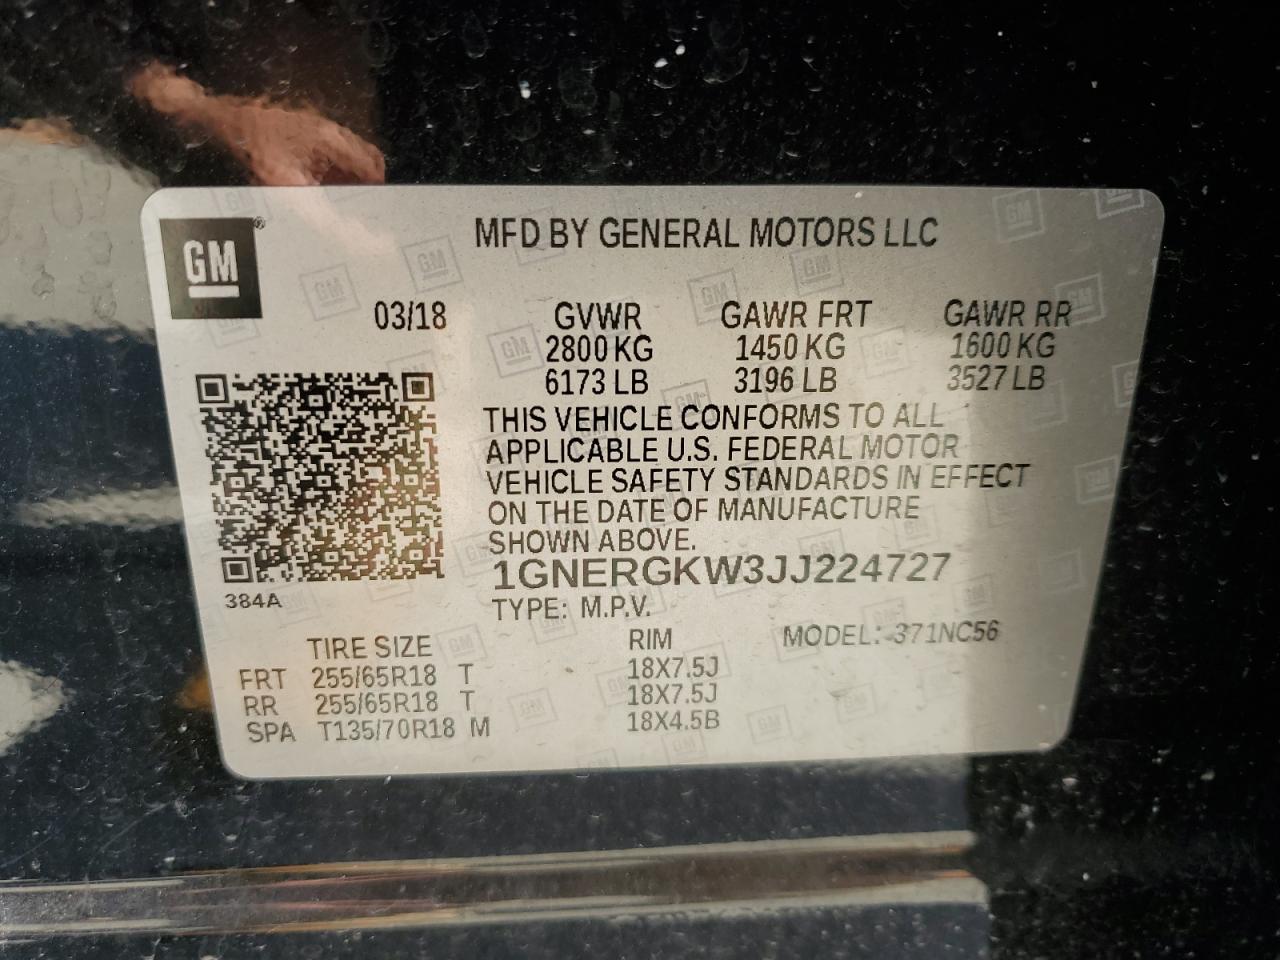 GM
MFD BY GENERAL MOTORS LLC
03/18 GVWR GAWR FRT GAWR RR
2800 KG 1450 KG 1600 KG
6173 LB 3196 LB 3527 LB
THIS VEHICLE CONFORMS TO ALL
APPLICABLE U.S. FEDERAL MOTOR
VEHICLE SAFETY STANDARDS IN EFFECT
ON THE DATE OF MANUFACTURE
SHOWN ABOVE.
1GNERGKW3JJ224727
384A
TYPE: M.P.V.
TIRE SIZE RIM MODEL: 371NC56
FRT 255/65R18 T 18X7.5J
RR 255/65R18 T 18X7.5J
SPA T135/70R18 M 18X4.5B